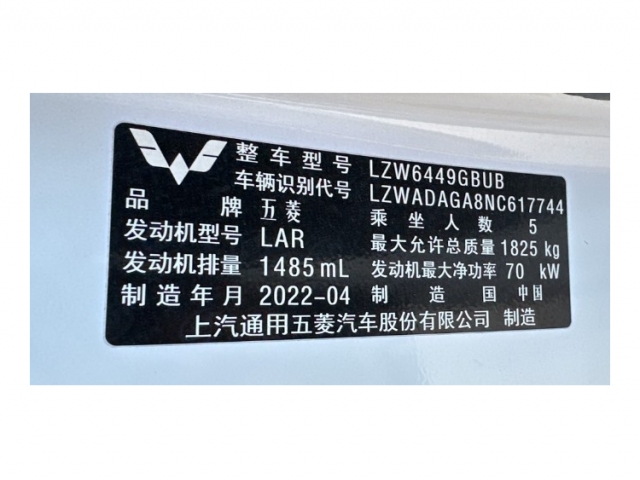 整车型号 LZW6449GBUB
车辆识别代号 LZWADAGA8NC617744
品牌 五菱 乘坐人数 5
发动机型号 LAR 最大允许总质量 1825 kg
发动机排量 1485 mL 发动机最大净功率 70 kW
制造年月 2022-04 制造国 中国
上汽通用五菱汽车股份有限公司 制造